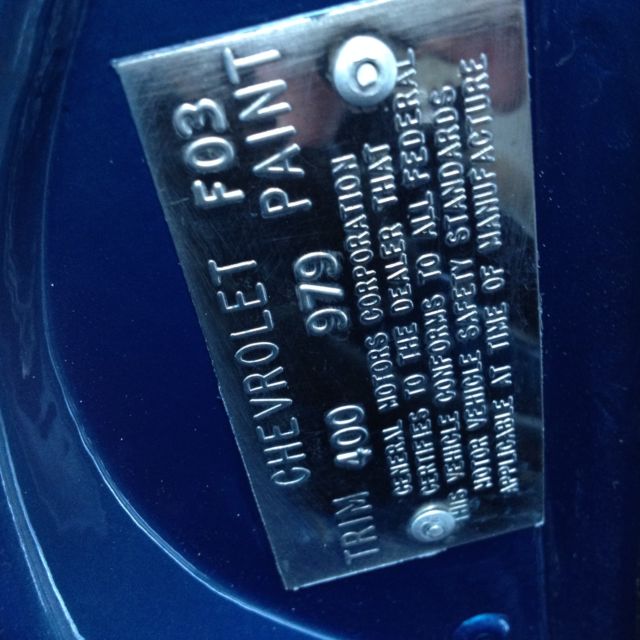 CHEVROLET F03
TRIM 400 979 PAINT
GENERAL MOTORS CORPORATION
CERTIFIES TO THE DEALER THAT
THIS VEHICLE CONFORMS TO ALL FEDERAL
MOTOR VEHICLE SAFETY STANDARDS
APPLICABLE AT TIME OF MANUFACTURE